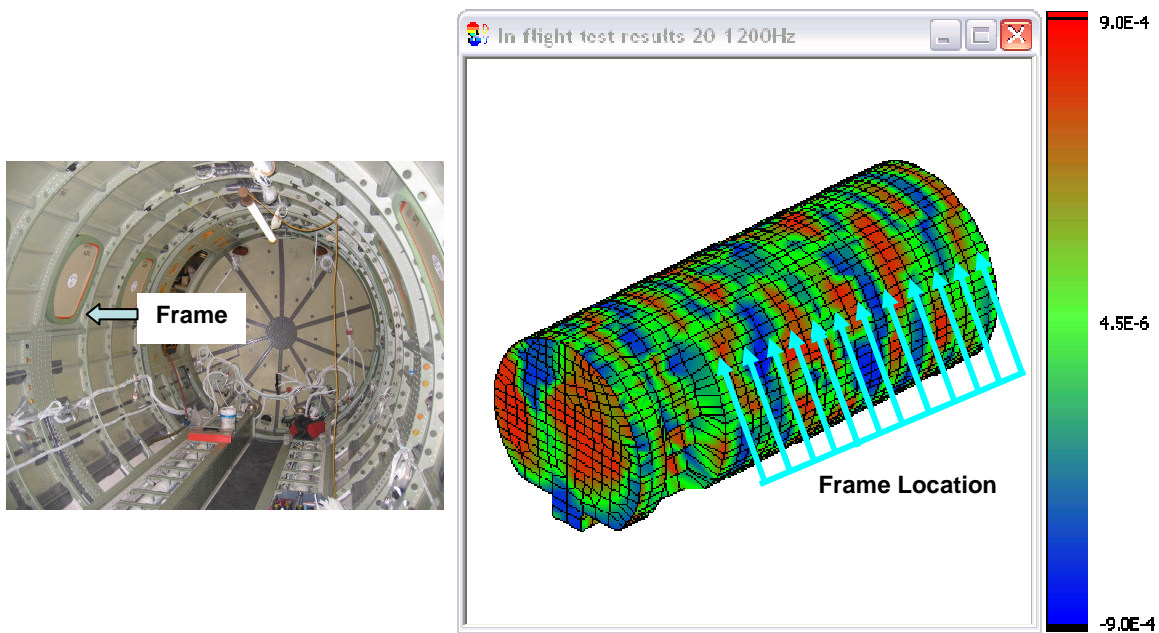 In flight test results 20 1200Hz
9.0E-4
Frame
4.5E-6
Frame Location
-9.0E-4